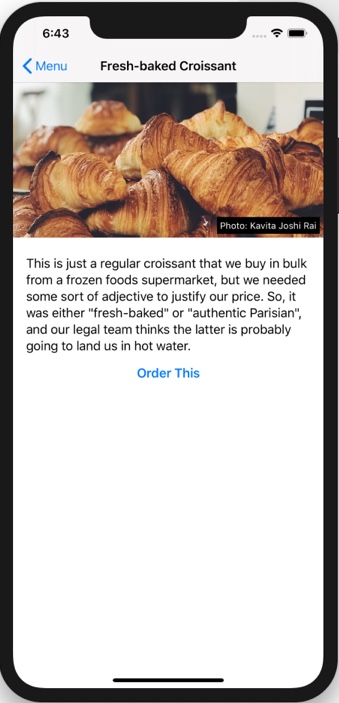 6:43
Menu
Fresh-baked Croissant
Photo: Kavita Joshi Rai
This is just a regular croissant that we buy in bulk
from a frozen foods supermarket, but we needed
some sort of adjective to justify our price. So, it
was either "fresh-baked" or "authentic Parisian",
and our legal team thinks the latter is probably
going to land us in hot water.
Order This